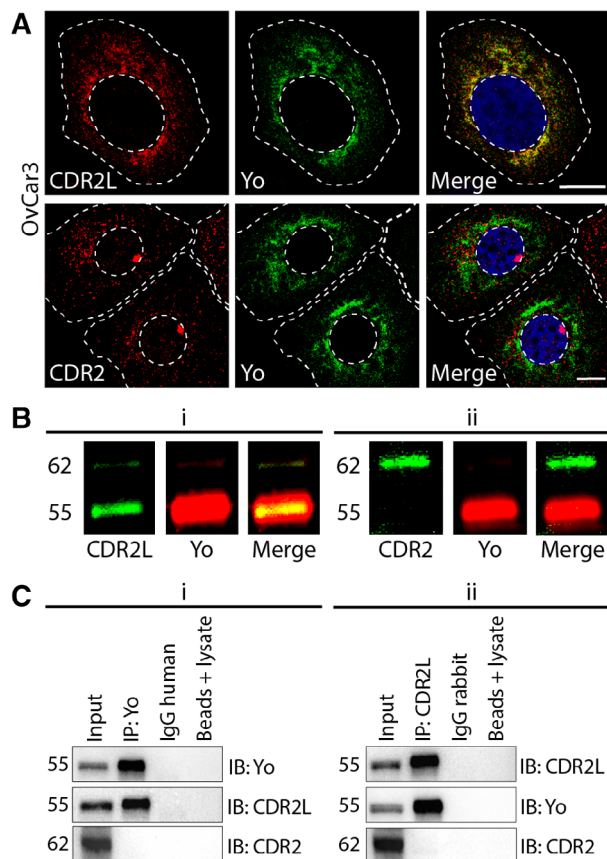 A
OvCar3
CDR2L
Yo
Merge
CDR2
Yo
Merge
B
i
ii
62
55
CDR2L
Yo
Merge
62
55
CDR2
Yo
Merge
C
i
ii
Input
IP: Yo
IgG human
Beads + lysate
55
IB: Yo
55
IB: CDR2L
62
IB: CDR2
Input
IP: CDR2L
IgG rabbit
Beads + lysate
55
IB: CDR2L
55
IB: Yo
62
IB: CDR2